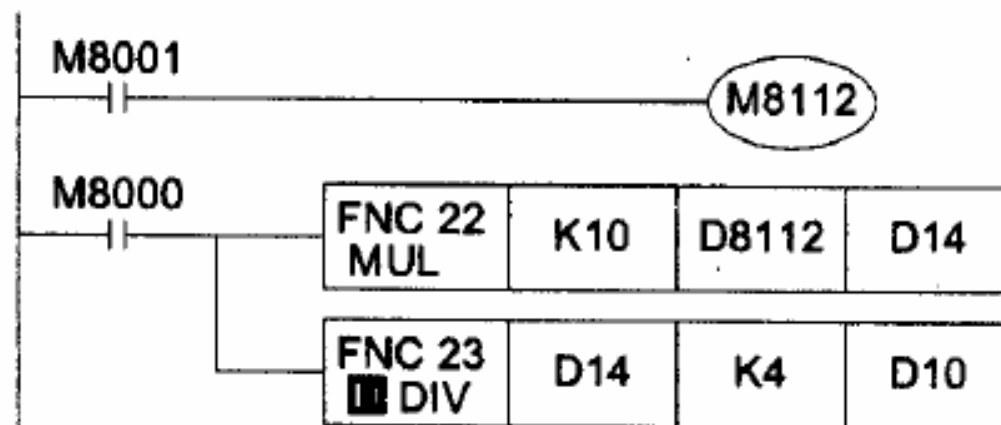 M8001
M8112
M8000
FNC 22
MUL
K10
D8112
D14
FNC 23
D DIV
D14
K4
D10